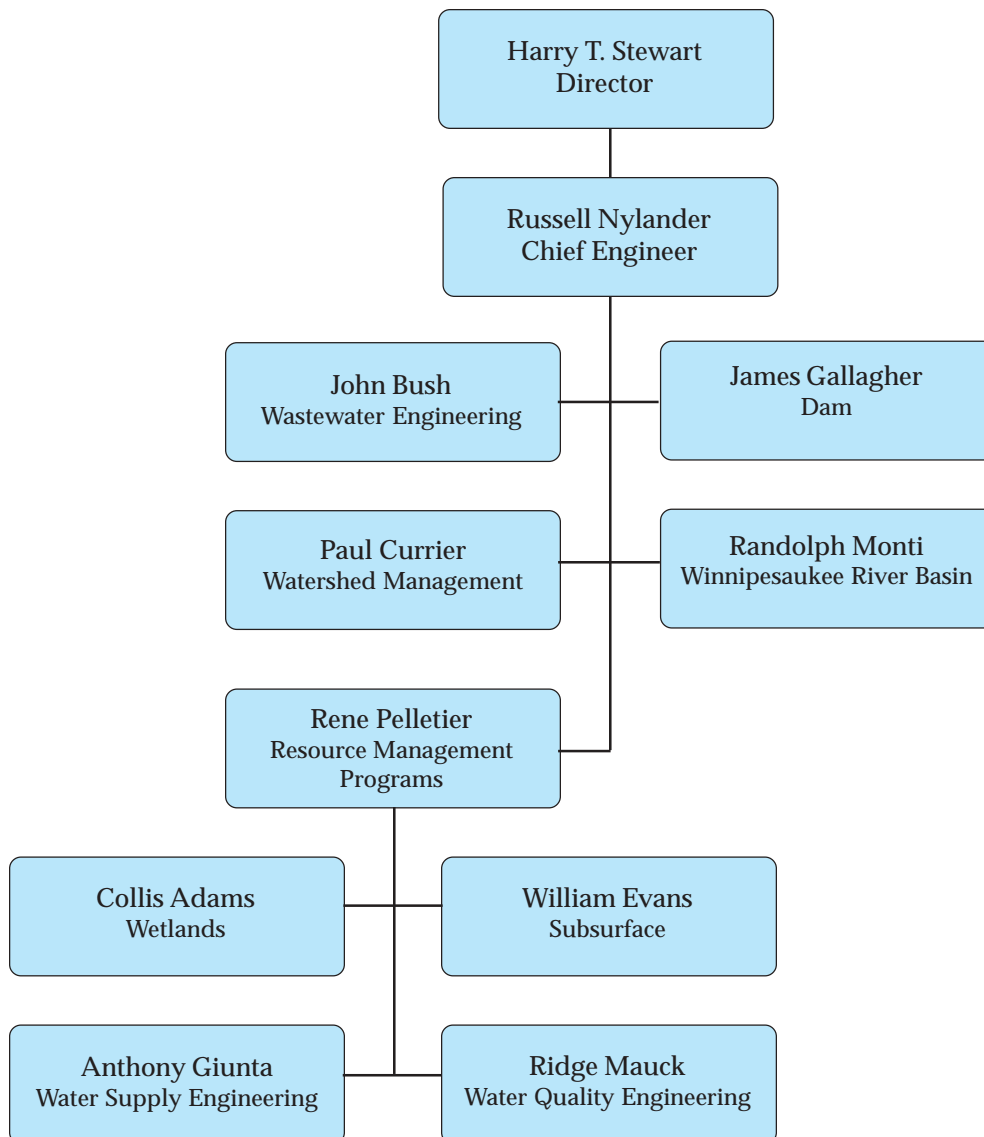 Harry T. Stewart
Director
Russell Nylander
Chief Engineer
John Bush
Wastewater Engineering
James Gallagher
Dam
Paul Currier
Watershed Management
Randolph Monti
Winnipesaukee River Basin
Rene Pelletier
Resource Management
Programs
Collis Adams
Wetlands
William Evans
Subsurface
Anthony Giunta
Water Supply Engineering
Ridge Mauck
Water Quality Engineering